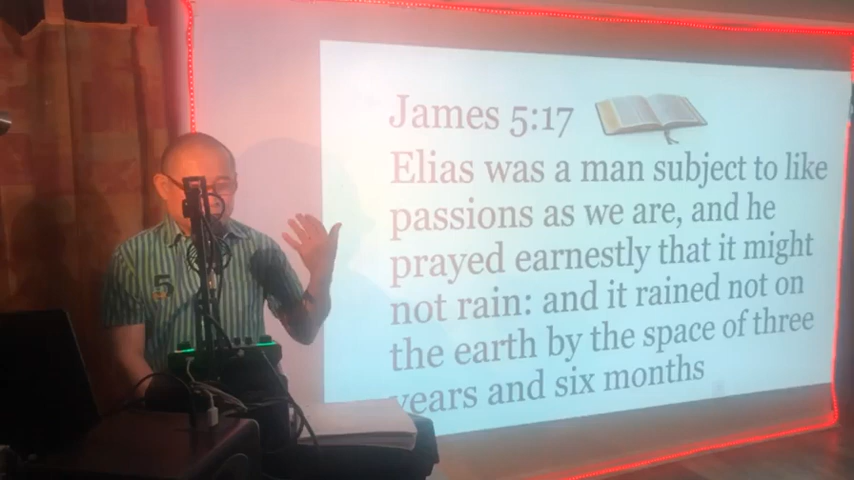 James 5:17
Elias was a man subject to like
passions as we are, and he
prayed earnestly that it might
not rain: and it rained not on
the earth by the space of three
years and six months
5